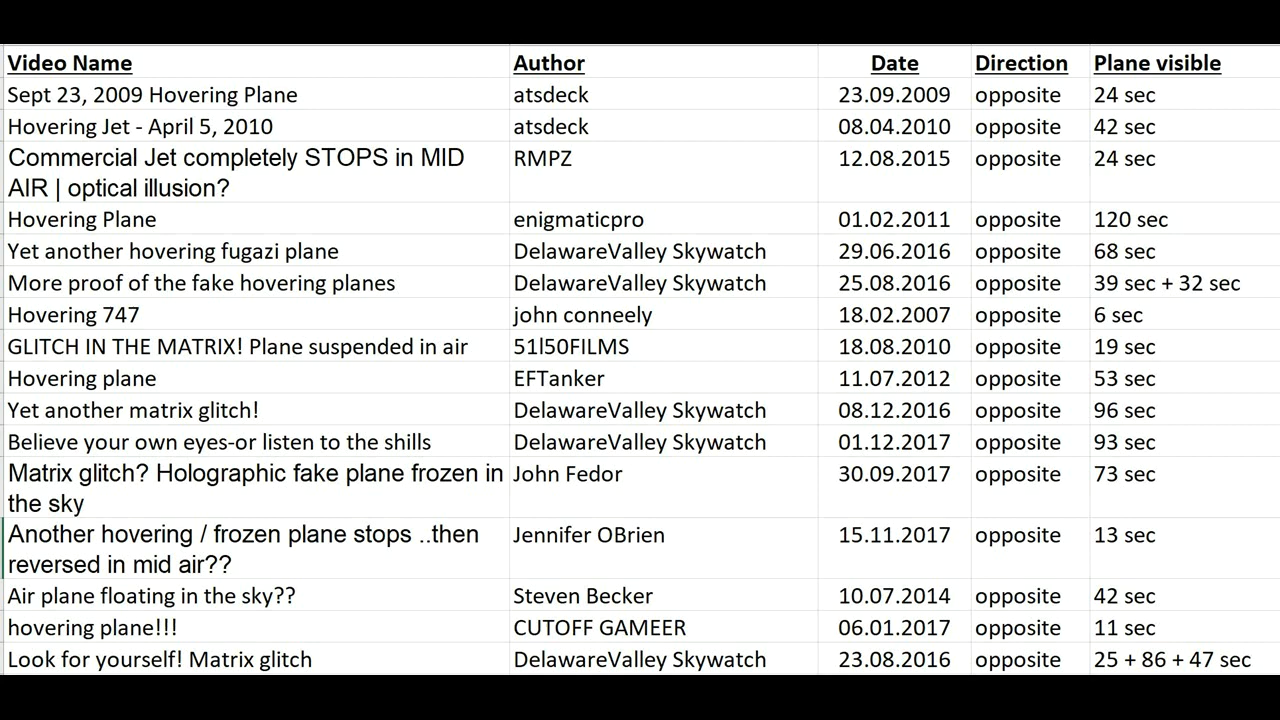 Video Name Author Date Direction Plane visible
Sept 23, 2009 Hovering Plane atsdeck 23.09.2009 opposite 24 sec
Hovering Jet - April 5, 2010 atsdeck 08.04.2010 opposite 42 sec
Commercial Jet completely STOPS in MID RMPZ 12.08.2015 opposite 24 sec
AIR | optical illusion?
Hovering Plane enigmaticpro 01.02.2011 opposite 120 sec
Yet another hovering fugazi plane DelawareValley Skywatch 29.06.2016 opposite 68 sec
More proof of the fake hovering planes DelawareValley Skywatch 25.08.2016 opposite 39 sec + 32 sec
Hovering 747 john conneely 18.02.2007 opposite 6 sec
GLITCH IN THE MATRIX! Plane suspended in air 51l50FILMS 18.08.2010 opposite 19 sec
Hovering plane EFTanker 11.07.2012 opposite 53 sec
Yet another matrix glitch! DelawareValley Skywatch 08.12.2016 opposite 96 sec
Believe your own eyes-or listen to the shills DelawareValley Skywatch 01.12.2017 opposite 93 sec
Matrix glitch? Holographic fake plane frozen in John Fedor 30.09.2017 opposite 73 sec
the sky
Another hovering / frozen plane stops ..then Jennifer OBrien 15.11.2017 opposite 13 sec
reversed in mid air??
Air plane floating in the sky?? Steven Becker 10.07.2014 opposite 42 sec
hovering plane!!! CUTOFF GAMEER 06.01.2017 opposite 11 sec
Look for yourself! Matrix glitch DelawareValley Skywatch 23.08.2016 opposite 25 + 86 + 47 sec